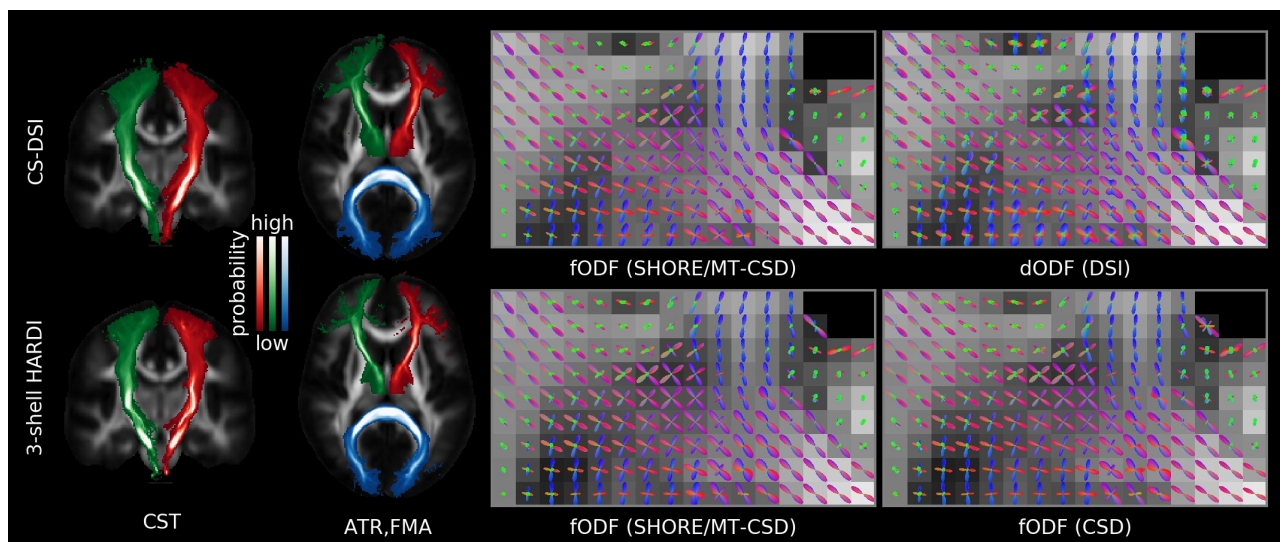 CS-DSI
high
probability
low
fODF (SHORE/MT-CSD)
dODF (DSI)
3-shell HARDI
CST
ATR,FMA
fODF (SHORE/MT-CSD)
fODF (CSD)